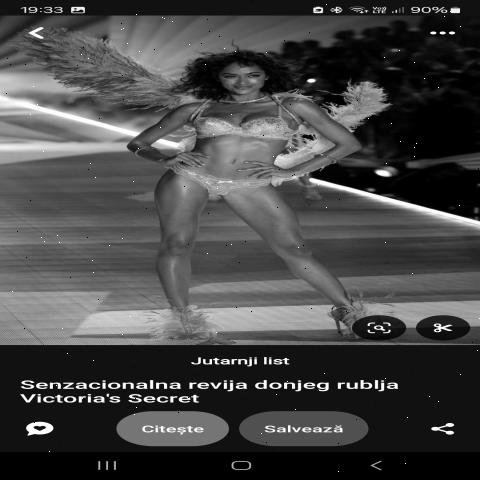 19:33 90%
Jutarnji list
Senzacionalna revija donjeg rublja
Victoria's Secret
Citește Salvează